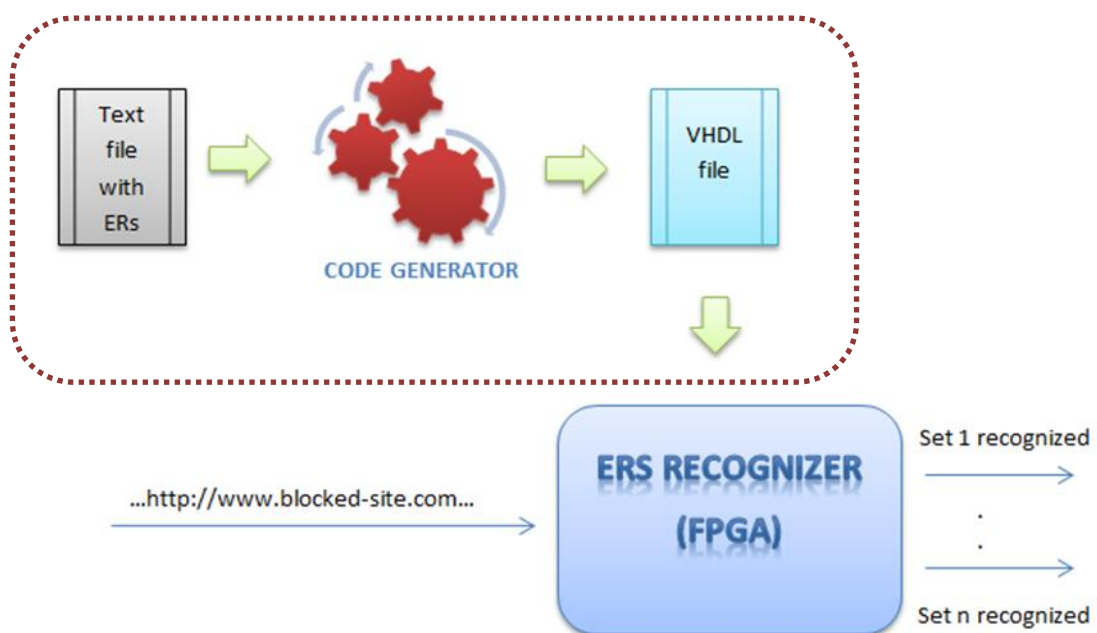 Text
file
with
ERs
CODE GENERATOR
VHDL
file
...http://www.blocked-site.com...
ERS RECOGNIZER
(FPGA)
Set 1 recognized
.
.
Set n recognized